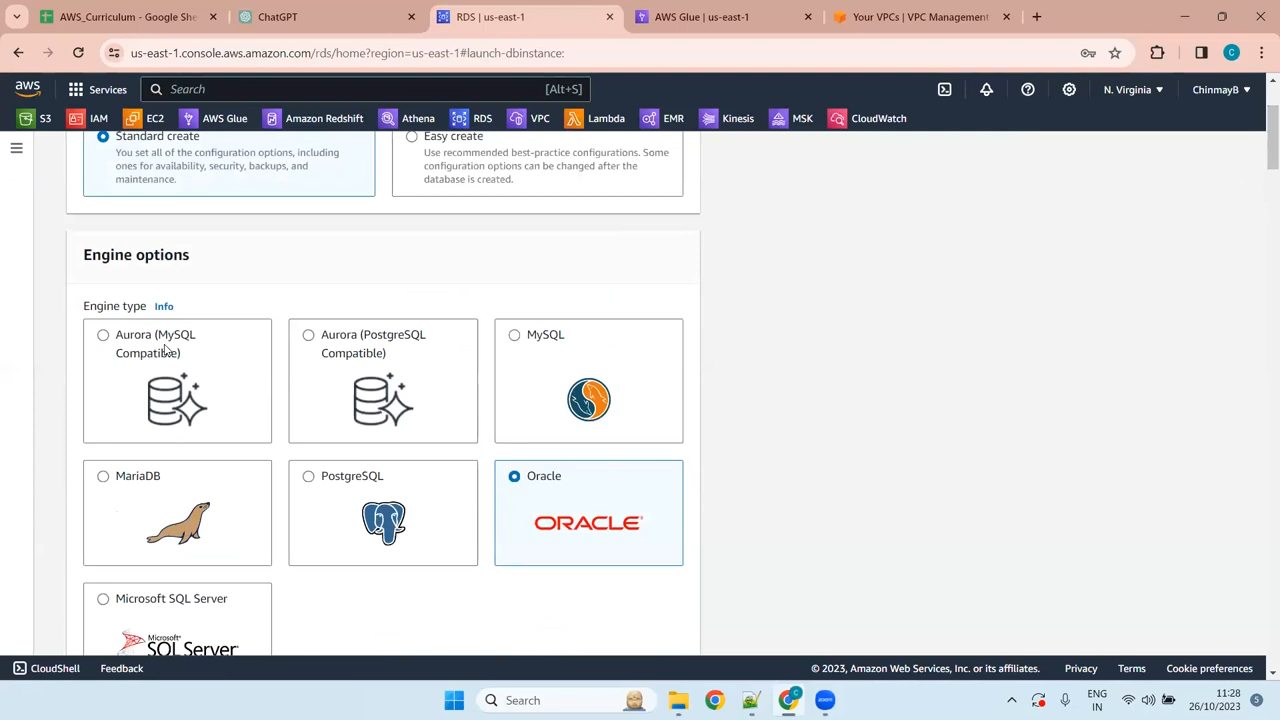 AWS_Curriculum - Google She
ChatGPT
RDS | us-east-1
AWS Glue | us-east-1
Your VPCs | VPC Management
us-east-1.console.aws.amazon.com/rds/home?region=us-east-1#launch-dbinstance:
C
aws
Services
Search
[Alt+S]
N. Virginia
ChinmayB
S3
IAM
EC2
AWS Glue
Amazon Redshift
Athena
RDS
VPC
Lambda
EMR
Kinesis
MSK
CloudWatch
Standard create
You set all of the configuration options, including
ones for availability, security, backups, and
maintenance.
Easy create
Use recommended best-practice configurations. Some
configuration options can be changed after the
database is created.
Engine options
Engine type Info
Aurora (MySQL
Compatible)
Aurora (PostgreSQL
Compatible)
MySQL
MariaDB
PostgreSQL
Oracle
ORACLE
Microsoft SQL Server
Microsoft
SQL Server
CloudShell
Feedback
© 2023, Amazon Web Services, Inc. or its affiliates.
Privacy
Terms
Cookie preferences
Search
C
zoom
ENG
IN
11:28
26/10/2023
5